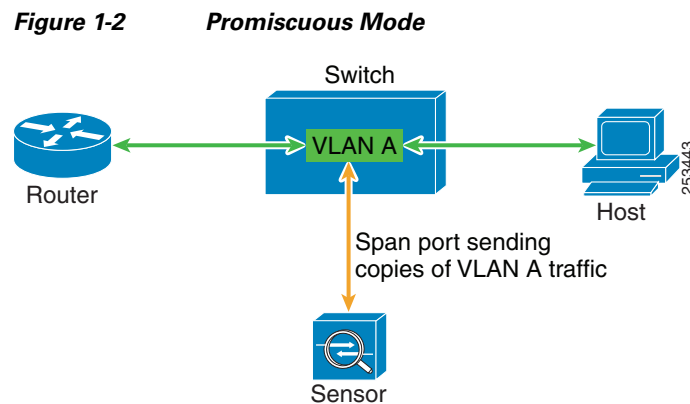 Figure 1-2 Promiscuous Mode
Switch
VLAN A
Router
Host
253443
Span port sending
copies of VLAN A traffic
Sensor